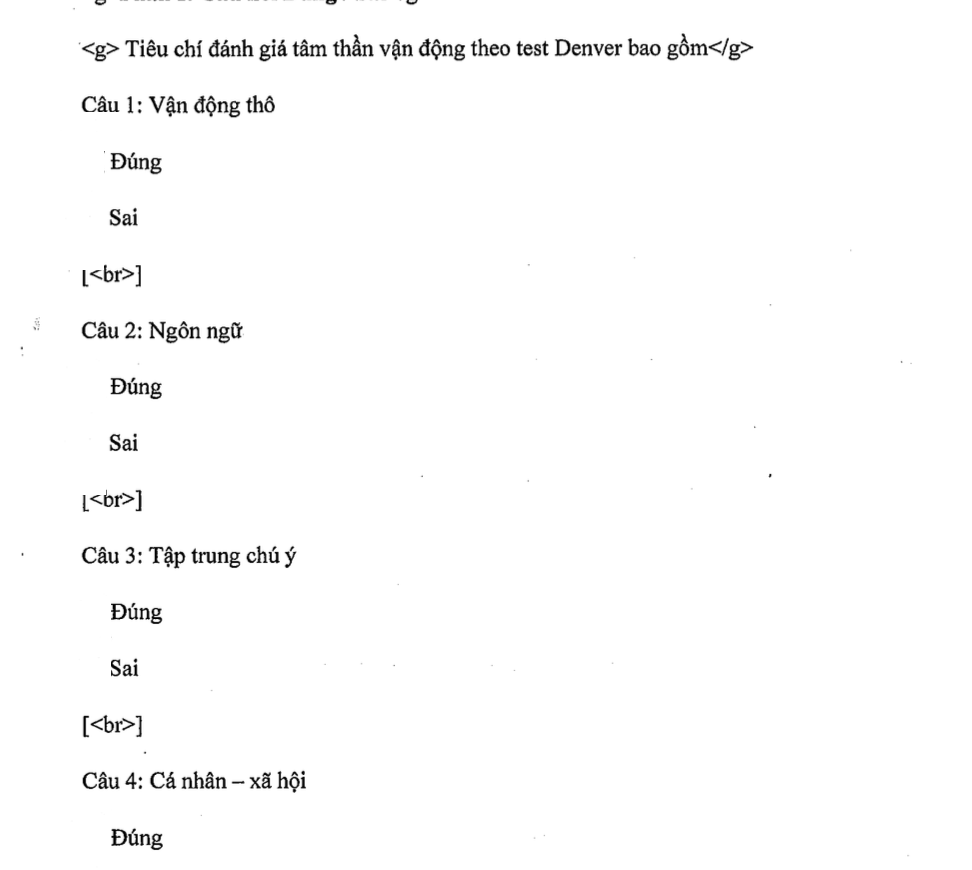 <g> Tiêu chí đánh giá tâm thần vận động theo test Denver bao gồm</g>
Câu 1: Vận động thô
Đúng
Sai
[<br>]
Câu 2: Ngôn ngữ
Đúng
Sai
[<br>]
Câu 3: Tập trung chú ý
Đúng
Sai
[<br>]
Câu 4: Cá nhân – xã hội
Đúng